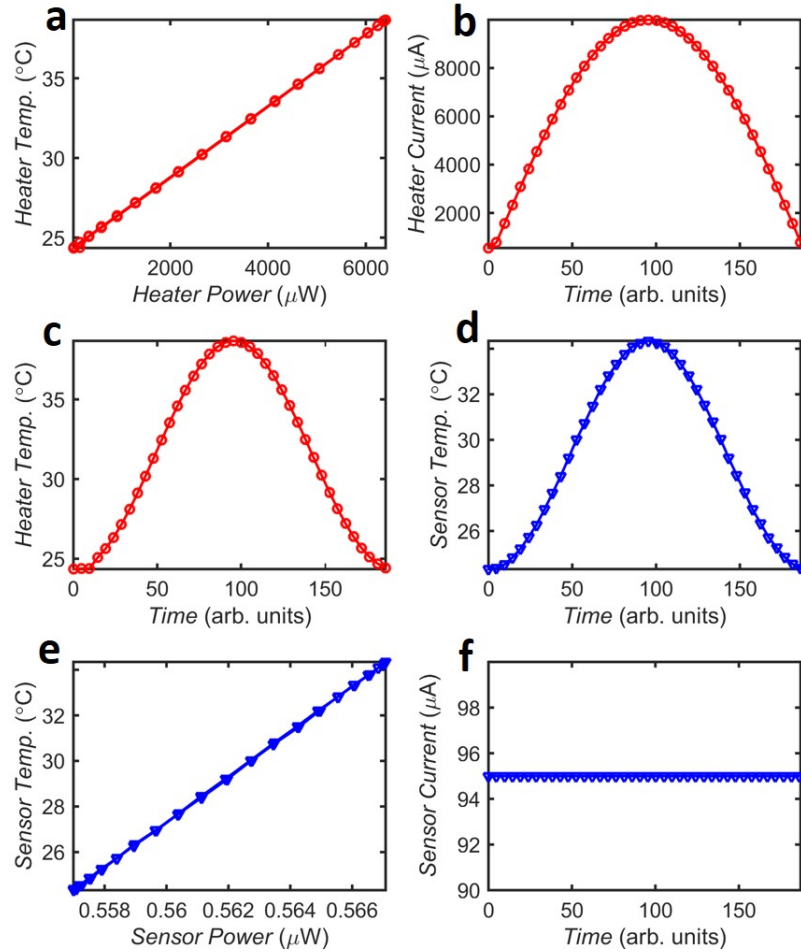 a
Heater Temp. (°C)
35
30
25
2000 4000 6000
Heater Power (μW)
b
Heater Current (μA)
8000
6000
4000
2000
0 50 100 150
Time (arb. units)
c
Heater Temp. (°C)
35
30
25
0 50 100 150
Time (arb. units)
d
Sensor Temp. (°C)
32
30
28
26
0 50 100 150
Time (arb. units)
e
Sensor Temp. (°C)
32
30
28
26
0.558 0.56 0.562 0.564 0.566
Sensor Power (μW)
f
Sensor Current (μA)
98
96
94
92
90
0 50 100 150
Time (arb. units)